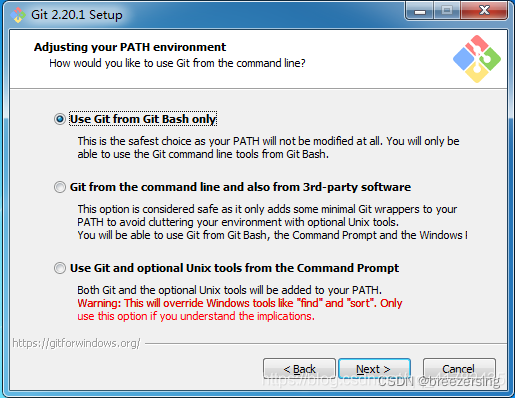 Git 2.20.1 Setup
Adjusting your PATH environment
How would you like to use Git from the command line?
Use Git from Git Bash only
This is the safest choice as your PATH will not be modified at all. You will only be
able to use the Git command line tools from Git Bash.
Git from the command line and also from 3rd-party software
This option is considered safe as it only adds some minimal Git wrappers to your
PATH to avoid cluttering your environment with optional Unix tools.
You will be able to use Git from Git Bash, the Command Prompt and the Windows
Use Git and optional Unix tools from the Command Prompt
Both Git and the optional Unix tools will be added to your PATH.
Warning: This will override Windows tools like "find" and "sort". Only
use this option if you understand the implications.
https://gitforwindows.org/
< Back
Next >
Cancel
CSDN @breezersing